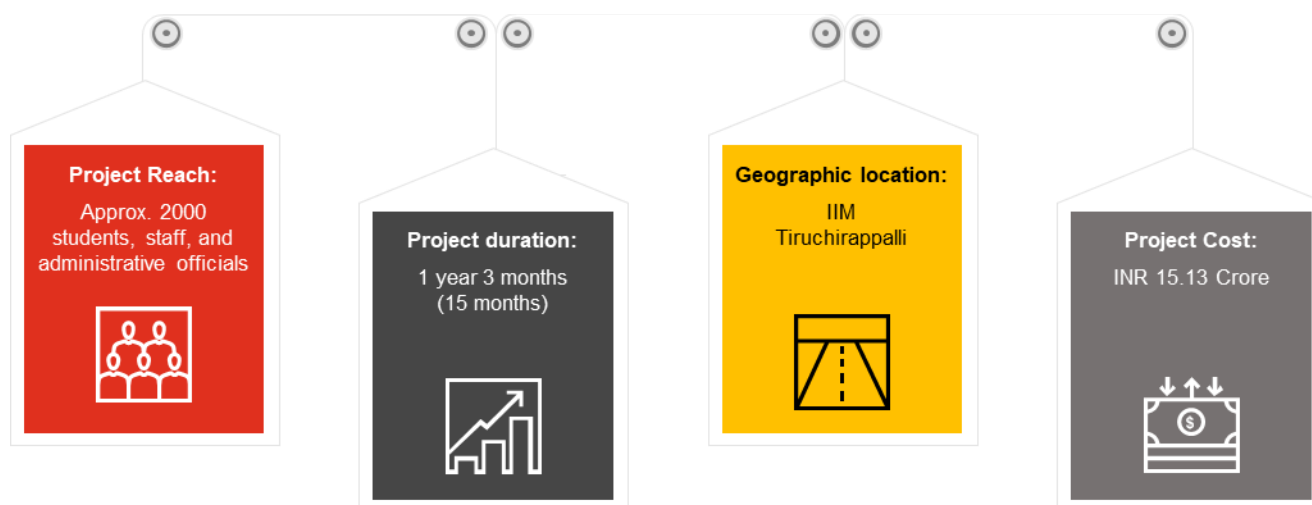 Project Reach:
Approx. 2000
students, staff, and
administrative officials
Project duration:
1 year 3 months
(15 months)
Geographic location:
IIM
Tiruchirappalli
Project Cost:
INR 15.13 Crore
$